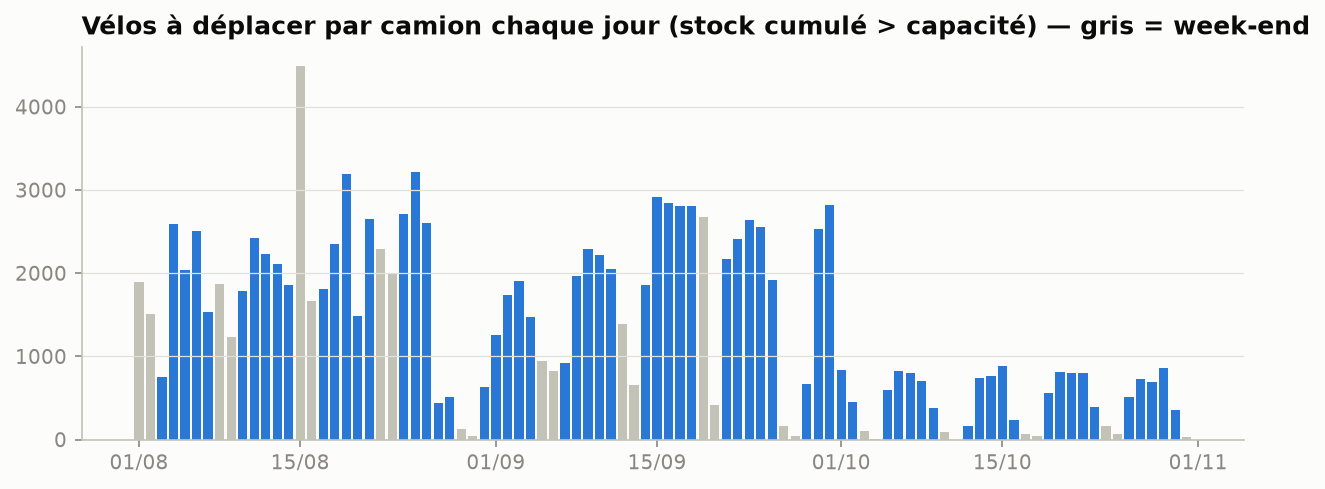 Vélos à déplacer par camion chaque jour (stock cumulé > capacité) — gris = week-end
4000
3000
2000
1000
0
01/08 15/08 01/09 15/09 01/10 15/10 01/11